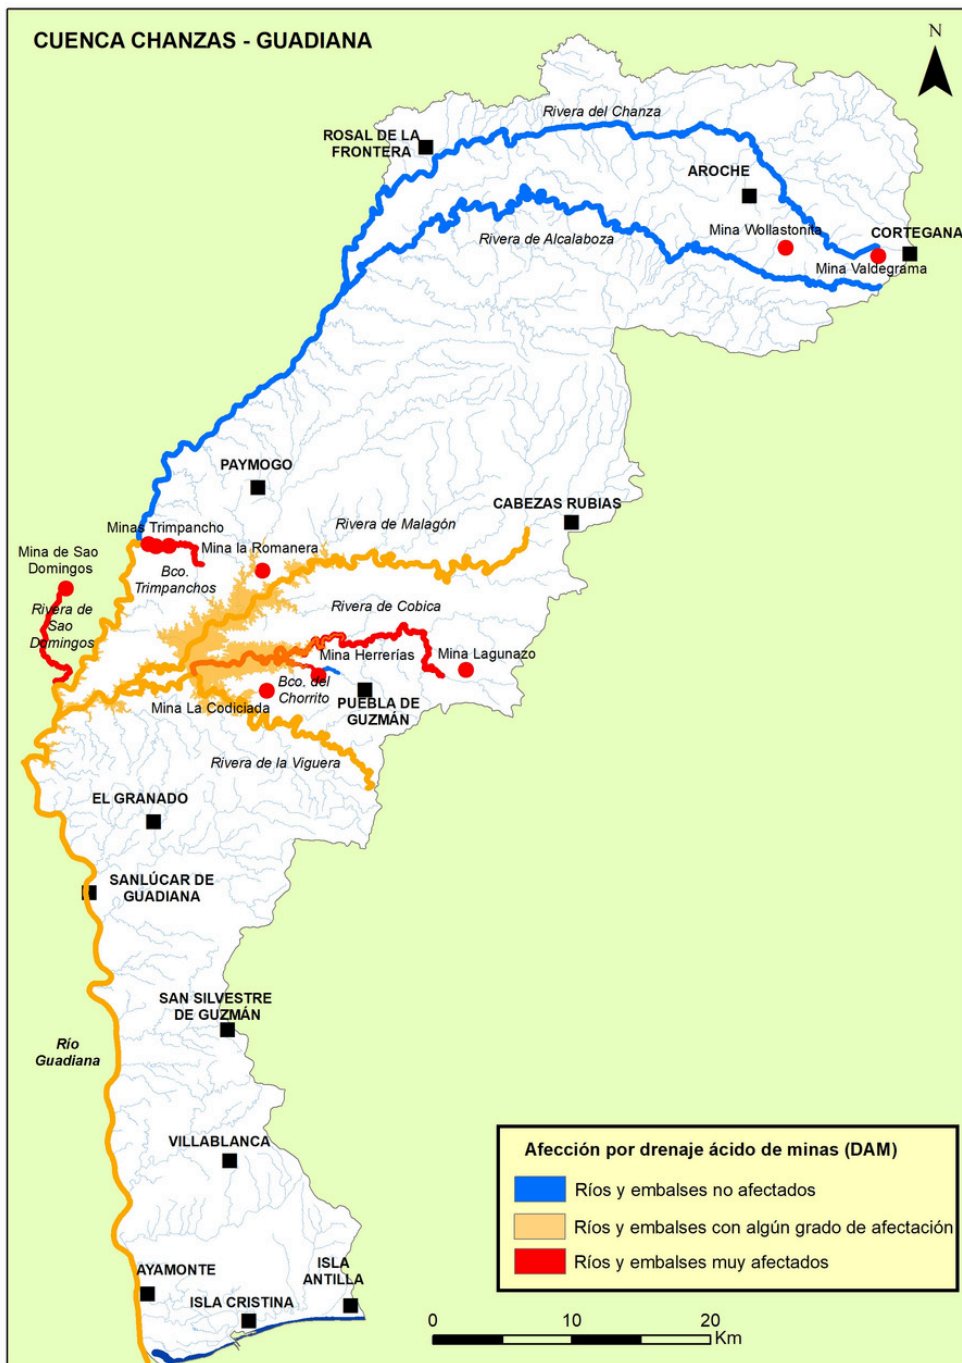 CUENCA CHANZAS - GUADIANA
N
Rivera del Chanza
ROSAL DE LA
FRONTERA
AROCHE
Mina Wollastonita
CORTEGANA
Rivera de Alcalaboza
Mina Valdegrama
PAYMOGO
CABEZAS RUBIAS
Minas Trimpancho
Rivera de Malagón
Mina de Sao
Domingos
Mina la Romanera
Bco.
Trimpanchos
Rivera de
Sao
Domingos
Rivera de Cobica
Mina Herrerías
Mina Lagunazo
Bco. del
Chorrito
PUEBLA DE
GUZMÁN
Mina La Codiciada
Rivera de la Viguera
EL GRANADO
SANLÚCAR DE
GUADIANA
SAN SILVESTRE
DE GUZMÁN
Río
Guadiana
VILLABLANCA
AYAMONTE
ISLA
ANTILLA
ISLA CRISTINA
Afección por drenaje ácido de minas (DAM)
Ríos y embalses no afectados
Ríos y embalses con algún grado de afectación
Ríos y embalses muy afectados
0 10 20
Km